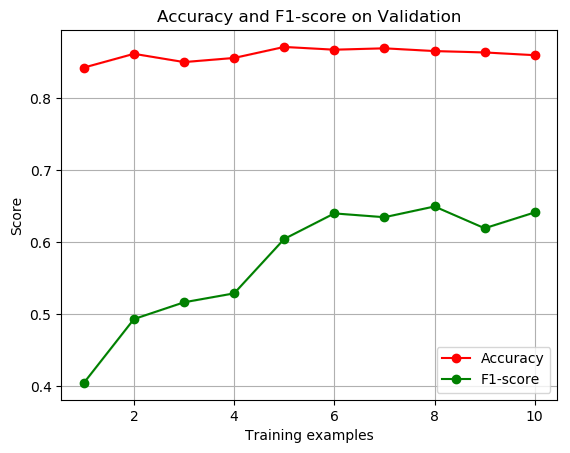 Accuracy and F1-score on Validation
Score
0.8
0.7
0.6
0.5
0.4
2
4
6
8
10
Training examples
Accuracy
F1-score